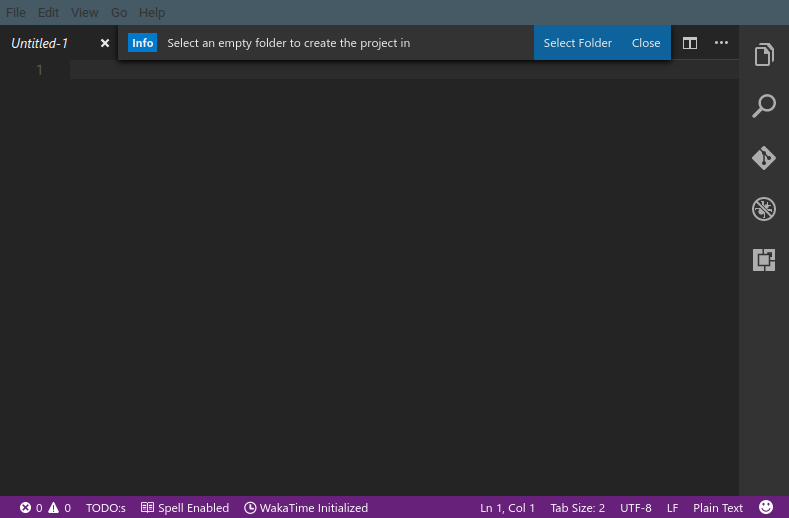 File Edit View Go Help
Untitled-1 Info Select an empty folder to create the project in Select Folder Close
1
0 0 TODO:s Spell Enabled WakaTime Initialized Ln 1, Col 1 Tab Size: 2 UTF-8 LF Plain Text